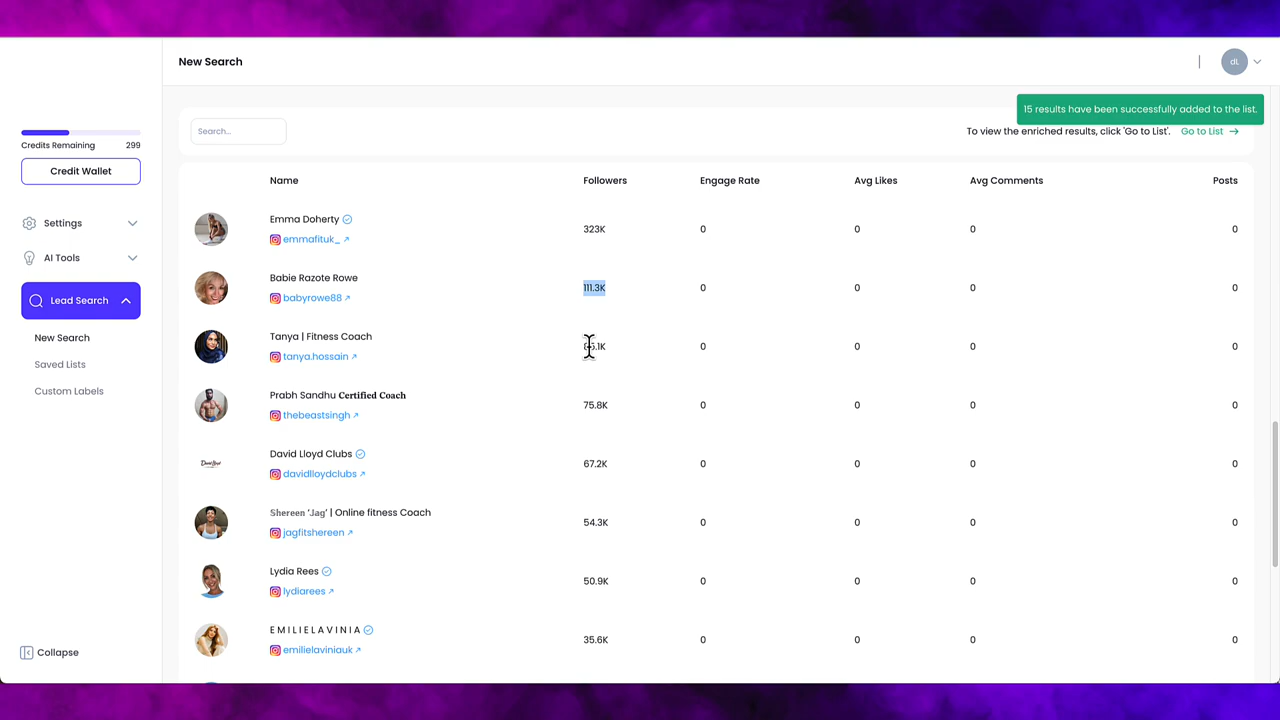 New Search
dL
15 results have been successfully added to the list.
Search...
To view the enriched results, click 'Go to List'. Go to List →
Credits Remaining 299
Credit Wallet
Settings
AI Tools
Lead Search
New Search
Saved Lists
Custom Labels
Collapse
Name Followers Engage Rate Avg Likes Avg Comments Posts
Emma Doherty
emmafituk_ ↗
323K 0 0 0 0
Babie Razote Rowe
babyrowe88 ↗
111.3K 0 0 0 0
Tanya | Fitness Coach
tanya.hossain ↗
0 0 0 0
Prabh Sandhu Certified Coach
thebeastsingh ↗
75.8K 0 0 0 0
David Lloyd Clubs
davidlloydclubs ↗
67.2K 0 0 0 0
Shereen 'Jag' | Online fitness Coach
jagfitshereen ↗
54.3K 0 0 0 0
Lydia Rees
lydiarees ↗
50.9K 0 0 0 0
E M I L I E L A V I N I A
emilielaviniauk ↗
35.6K 0 0 0 0